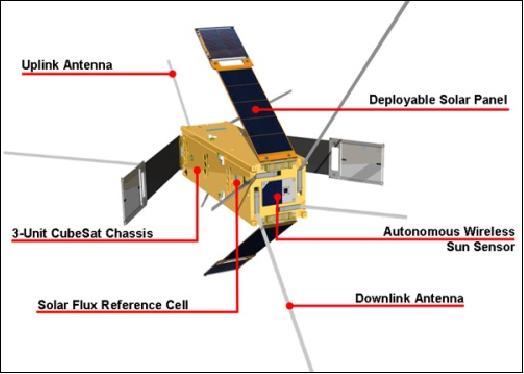 Uplink Antenna
Deployable Solar Panel
3-Unit CubeSat Chassis
Autonomous Wireless
Sun Sensor
Solar Flux Reference Cell
Downlink Antenna